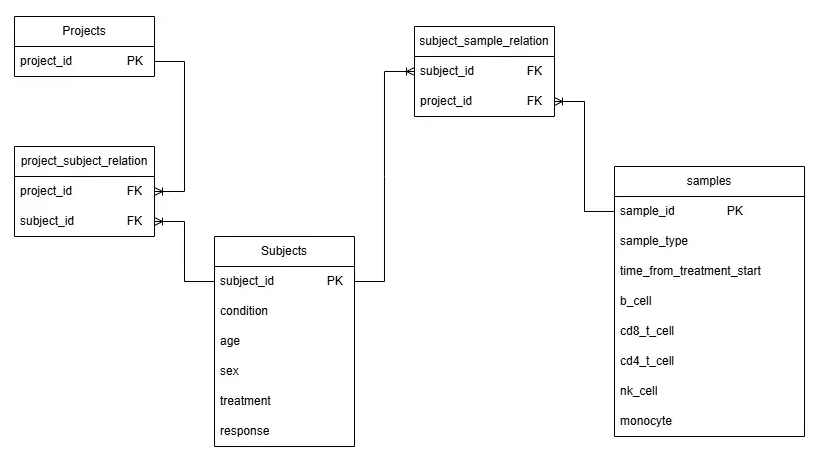 Projects
project_id PK
project_subject_relation
project_id FK
subject_id FK
Subjects
subject_id PK
condition
age
sex
treatment
response
subject_sample_relation
subject_id FK
project_id FK
samples
sample_id PK
sample_type
time_from_treatment_start
b_cell
cd8_t_cell
cd4_t_cell
nk_cell
monocyte